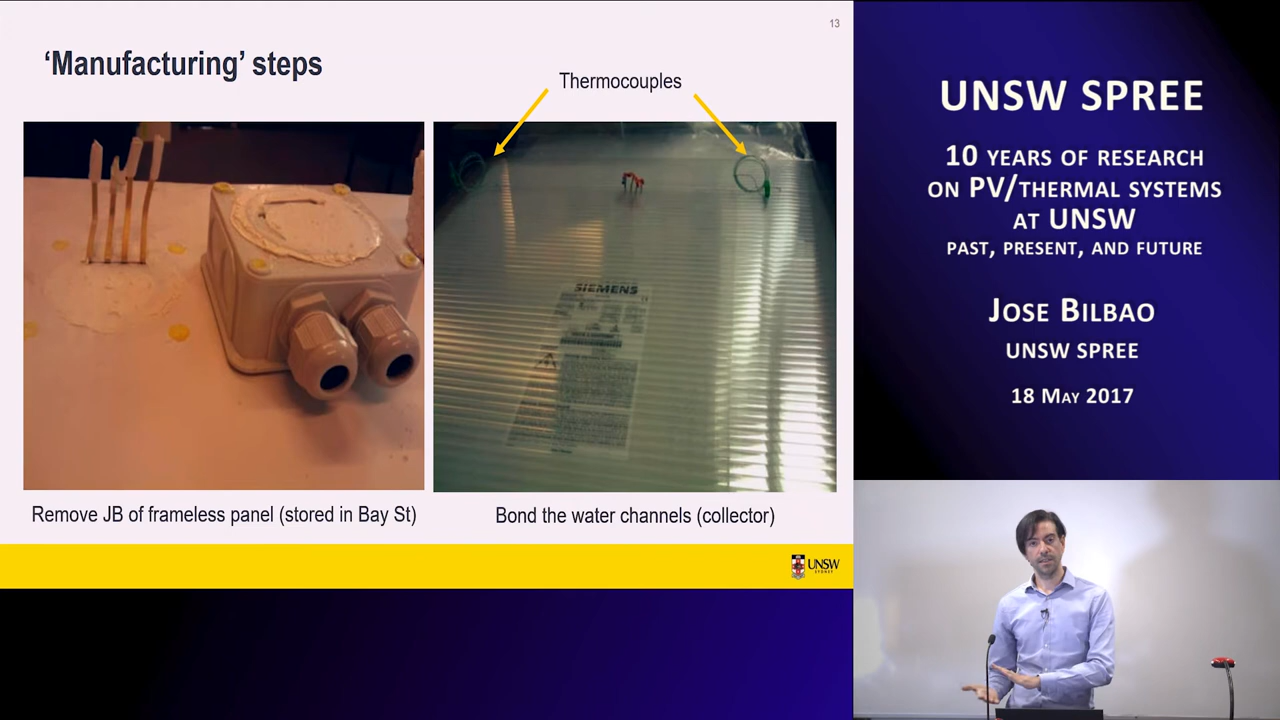 13
‘Manufacturing’ steps
Thermocouples
SIEMENS
Remove JB of frameless panel (stored in Bay St)
Bond the water channels (collector)
UNSW
SYDNEY
UNSW SPREE
10 YEARS OF RESEARCH
ON PV/THERMAL SYSTEMS
AT UNSW
PAST, PRESENT, AND FUTURE
JOSE BILBAO
UNSW SPREE
18 MAY 2017